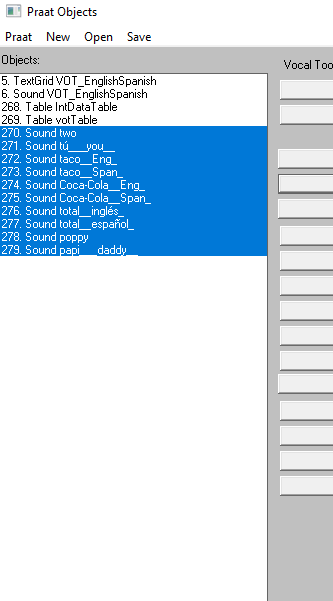 Praat Objects
Praat New Open Save
Objects:
Vocal Too
5. TextGrid VOT_EnglishSpanish
6. Sound VOT_EnglishSpanish
268. Table IntDataTable
269. Table votTable
270. Sound two
271. Sound tú___you__
272. Sound taco__Eng_
273. Sound taco__Span_
274. Sound Coca-Cola__Eng_
275. Sound Coca-Cola__Span_
276. Sound total__inglés_
277. Sound total__español_
278. Sound poppy
279. Sound papi___daddy__